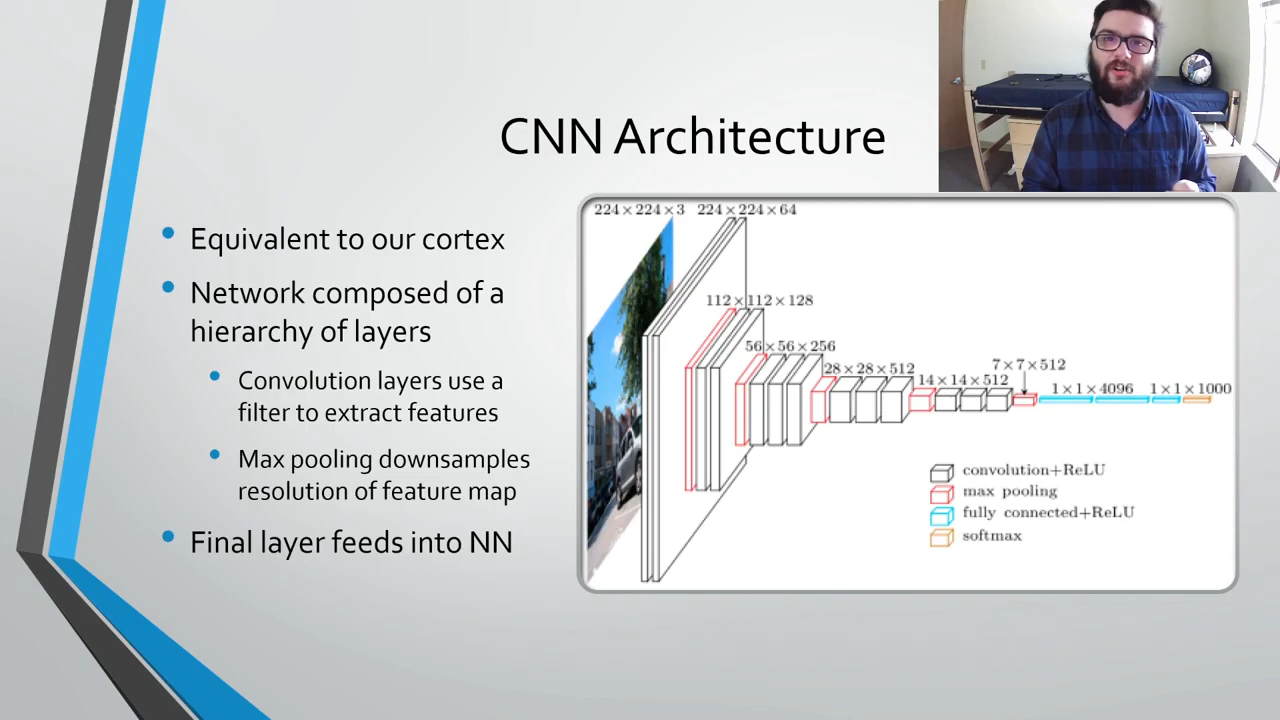 CNN Architecture
Equivalent to our cortex
Network composed of a
hierarchy of layers
Convolution layers use a
filter to extract features
Max pooling downsamples
resolution of feature map
Final layer feeds into NN
224×224×3 224×224×64
112×112×128
56×56×256
28×28×512
14×14×512
7×7×512
1×1×4096 1×1×1000
convolution+ReLU
max pooling
fully connected+ReLU
softmax